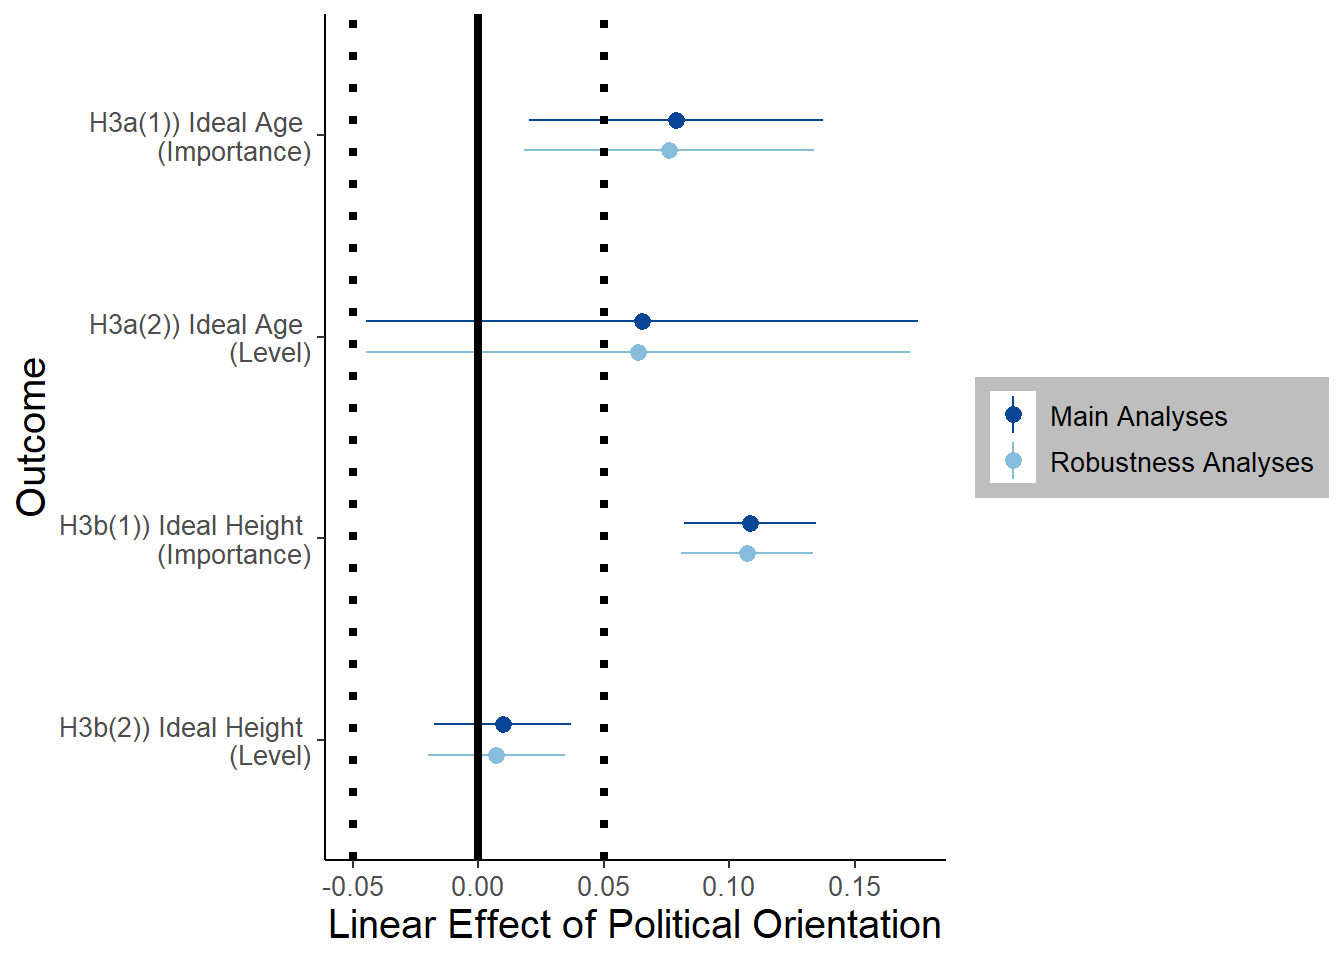 H3a(1)) Ideal Age
(Importance)
H3a(2)) Ideal Age
(Level)
H3b(1)) Ideal Height
(Importance)
H3b(2)) Ideal Height
(Level)
Outcome
-0.05
0.00
0.05
0.10
0.15
Linear Effect of Political Orientation
Main Analyses
Robustness Analyses